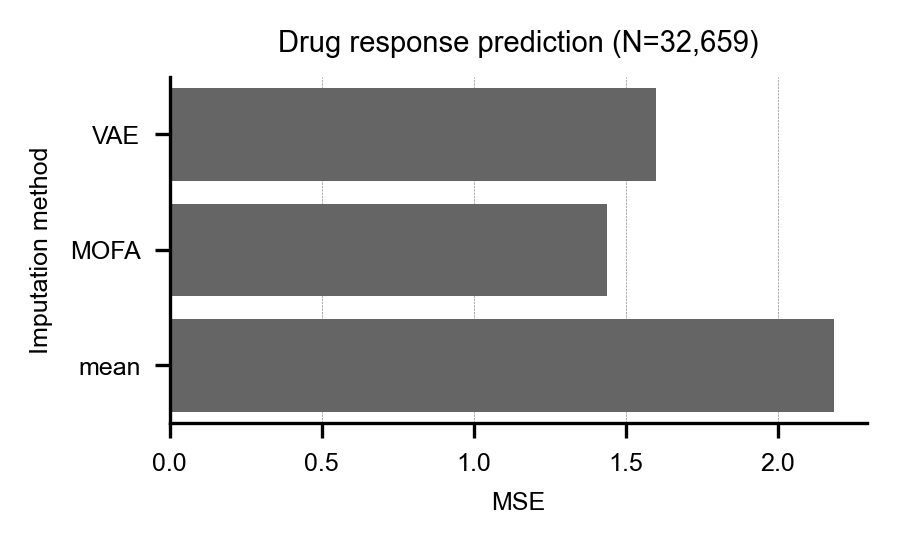 Drug response prediction (N=32,659)
Imputation method
VAE
MOFA
mean
0.0 0.5 1.0 1.5 2.0
MSE